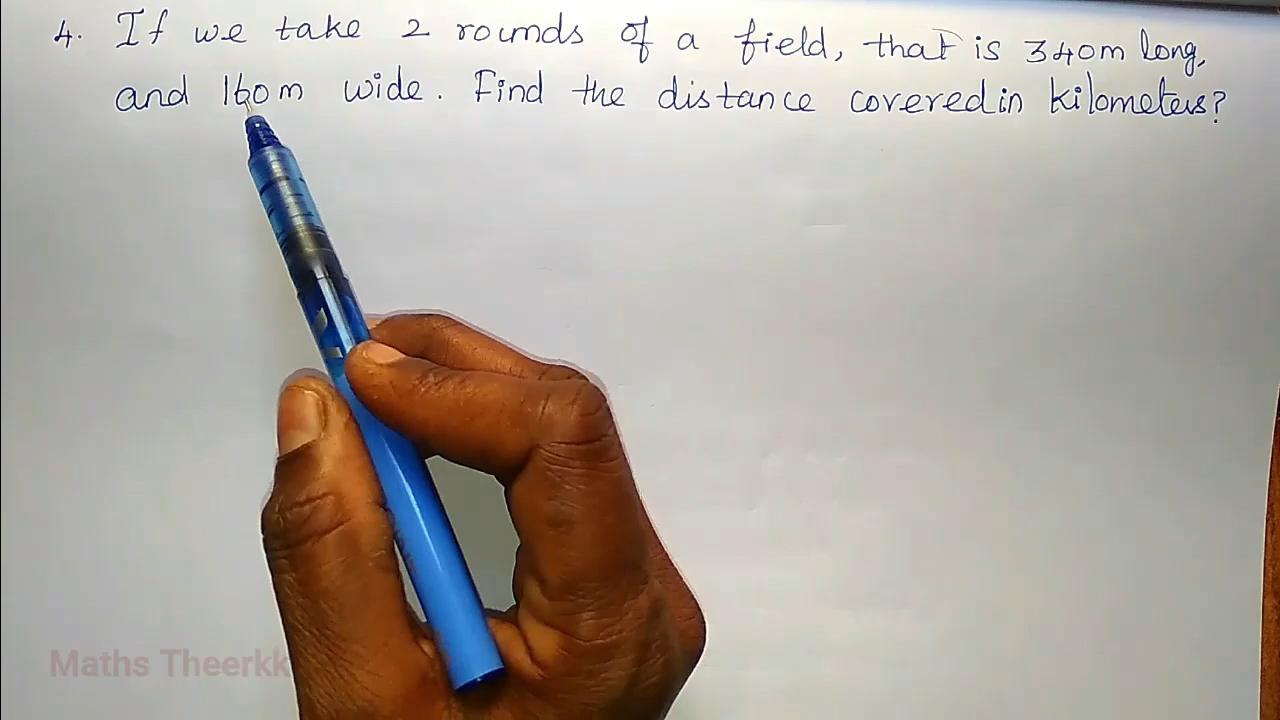 4. If we take 2 rounds of a field, that is 340m long,
and 160m wide. Find the distance covered in kilometers?
Maths Theerkk